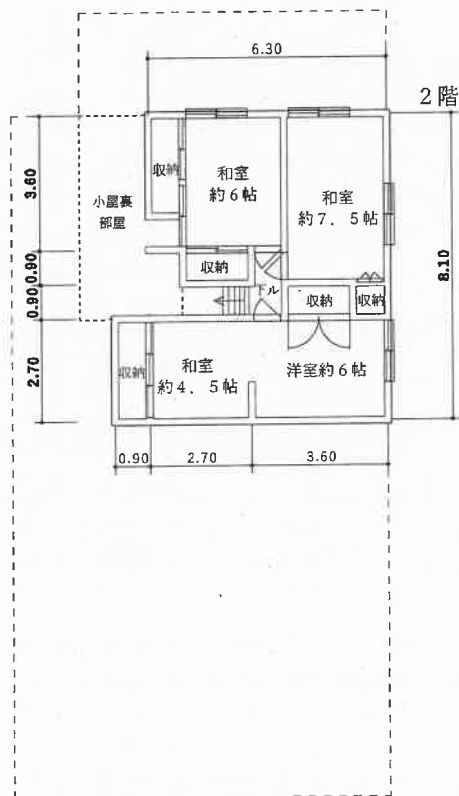 6.30
2階
3.60
0.90
0.90
2.70
8.10
小屋裏
部屋
収納
和室
約6帖
和室
約7．5帖
収納
下ル
収納
収納
収納
和室
約4．5帖
洋室約6帖
0.90
2.70
3.60